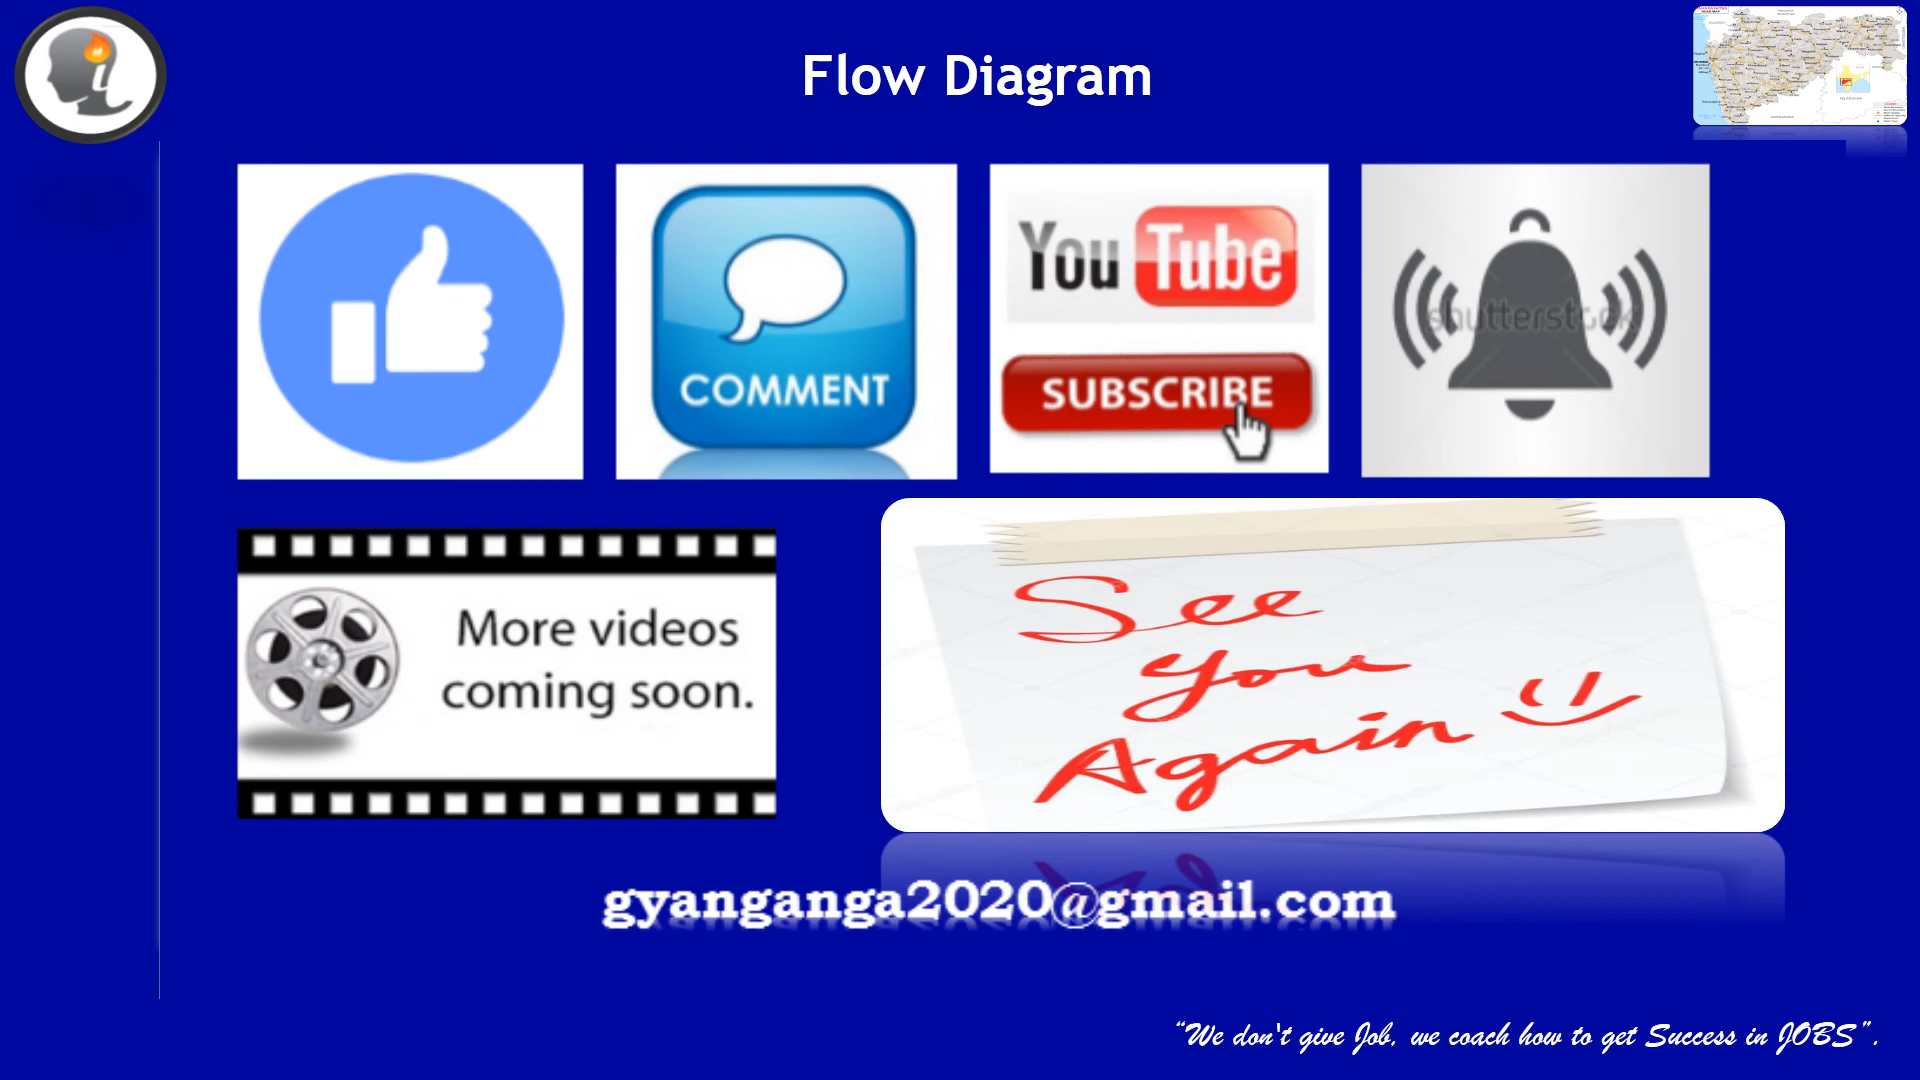 Flow Diagram
COMMENT
You Tube
SUBSCRIBE
shutterstock
More videos
coming soon.
See
You
Again
gyanganga2020@gmail.com
“We don't give Job, we coach how to get Success in JOBS”.